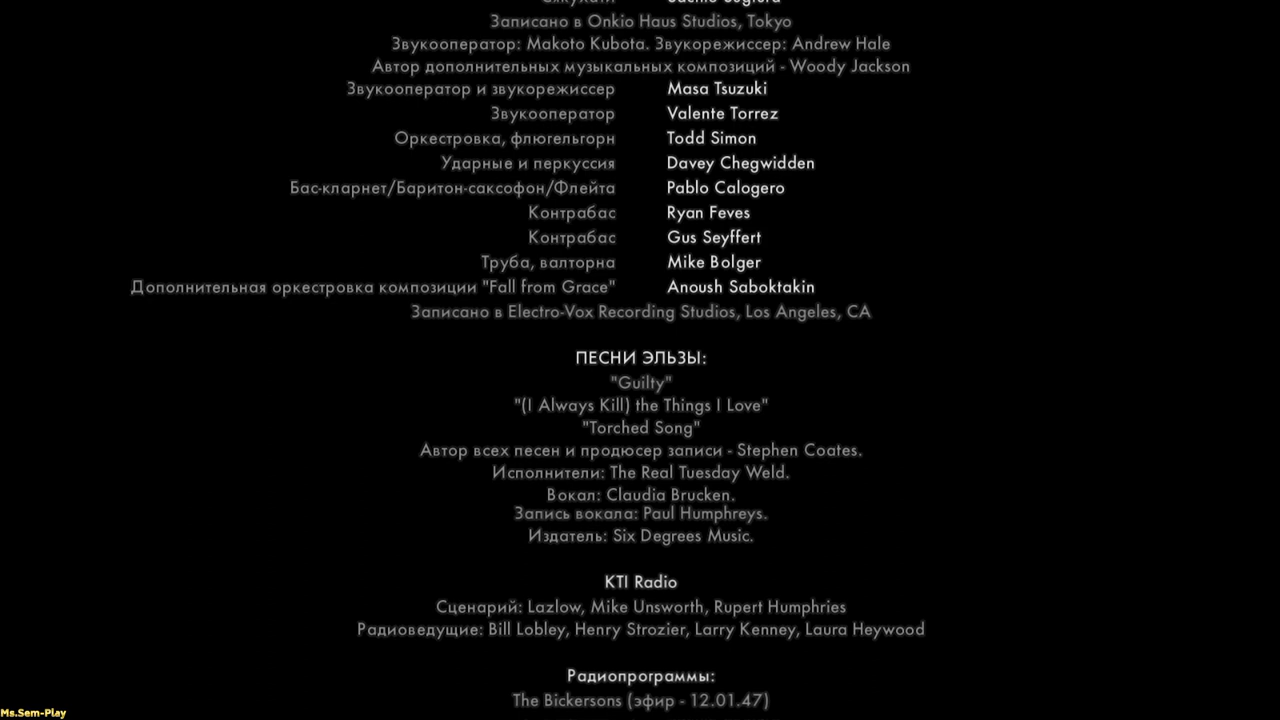 Записано в Onkio Haus Studios, Tokyo
Звукооператор: Makoto Kubota. Звукорежиссер: Andrew Hale
Автор дополнительных музыкальных композиций - Woody Jackson
Звукооператор и звукорежиссер Masa Tsuzuki
Звукооператор Valente Torrez
Оркестровка, флюгельгорн Todd Simon
Ударные и перкуссия Davey Chegwidden
Бас-кларнет/Баритон-саксофон/Флейта Pablo Calogero
Контрабас Ryan Feves
Контрабас Gus Seyffert
Труба, валторна Mike Bolger
Дополнительная оркестровка композиции "Fall from Grace" Anoush Saboktakin
Записано в Electro-Vox Recording Studios, Los Angeles, CA
ПЕСНИ ЭЛЬЗЫ:
"Guilty"
"(I Always Kill) the Things I Love"
"Torched Song"
Автор всех песен и продюсер записи - Stephen Coates.
Исполнители: The Real Tuesday Weld.
Вокал: Claudia Brucken.
Запись вокала: Paul Humphreys.
Издатель: Six Degrees Music.
KTI Radio
Сценарий: Lazlow, Mike Unsworth, Rupert Humphries
Радиоведущие: Bill Lobley, Henry Strozier, Larry Kenney, Laura Heywood
Радиопрограммы:
The Bickersons (эфир - 12.01.47)
Ms.Sem-Play